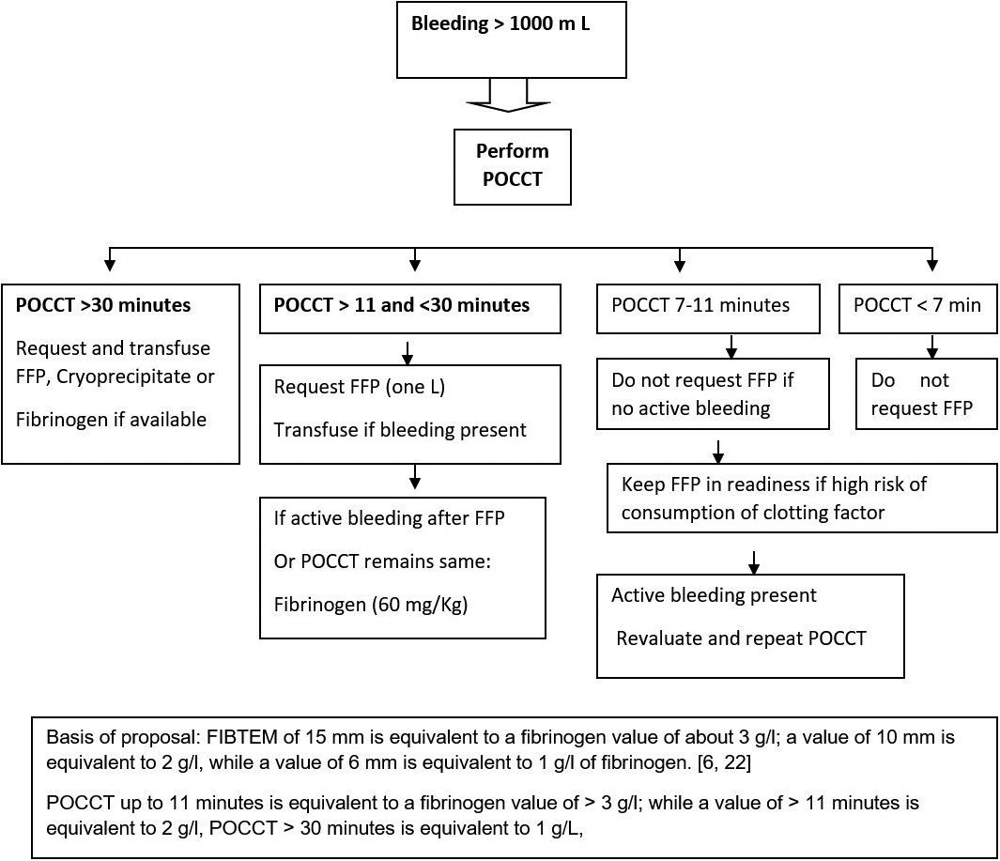 Bleeding > 1000 m L
Perform
POCCT
POCCT >30 minutes
Request and transfuse
FFP, Cryoprecipitate or
Fibrinogen if available
POCCT > 11 and <30 minutes
Request FFP (one L)
Transfuse if bleeding present
If active bleeding after FFP
Or POCCT remains same:
Fibrinogen (60 mg/Kg)
POCCT 7-11 minutes
Do not request FFP if
no active bleeding
Keep FFP in readiness if high risk of
consumption of clotting factor
Active bleeding present
Revaluate and repeat POCCT
POCCT < 7 min
Do not
request FFP
Basis of proposal: FIBTEM of 15 mm is equivalent to a fibrinogen value of about 3 g/l; a value of 10 mm is
equivalent to 2 g/l, while a value of 6 mm is equivalent to 1 g/l of fibrinogen. [6, 22]
POCCT up to 11 minutes is equivalent to a fibrinogen value of > 3 g/l; while a value of > 11 minutes is
equivalent to 2 g/l, POCCT > 30 minutes is equivalent to 1 g/L,